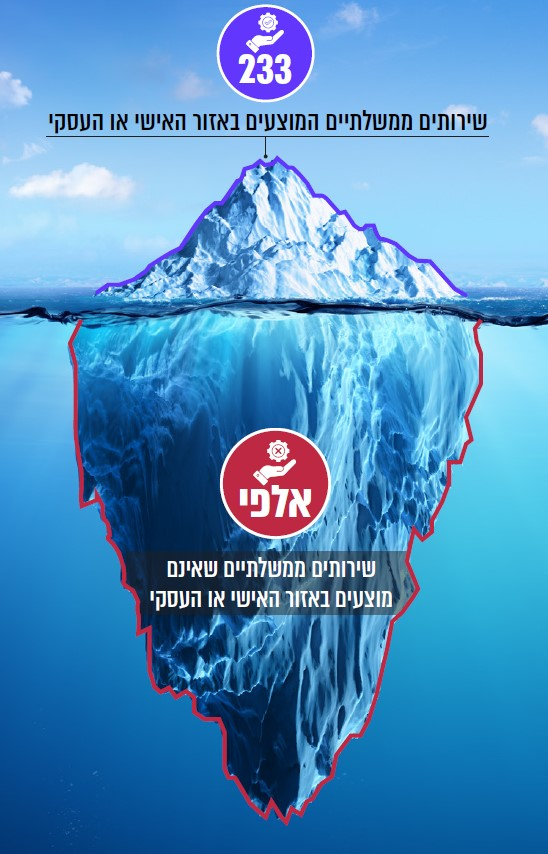 233
שירותים ממשלתיים המוצעים באזור האישי או העסקי
אלפי
שירותים ממשלתיים שאינם
מוצעים באזור האישי או העסקי